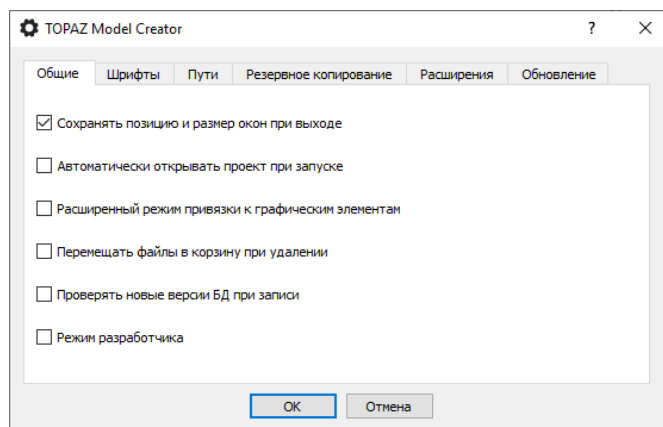 TOPAZ Model Creator ?
Общие Шрифты Пути Резервное копирование Расширения Обновление
Сохранять позицию и размер окон при выходе
Автоматически открывать проект при запуске
Расширенный режим привязки к графическим элементам
Перемещать файлы в корзину при удалении
Проверять новые версии БД при записи
Режим разработчика
OK Отмена